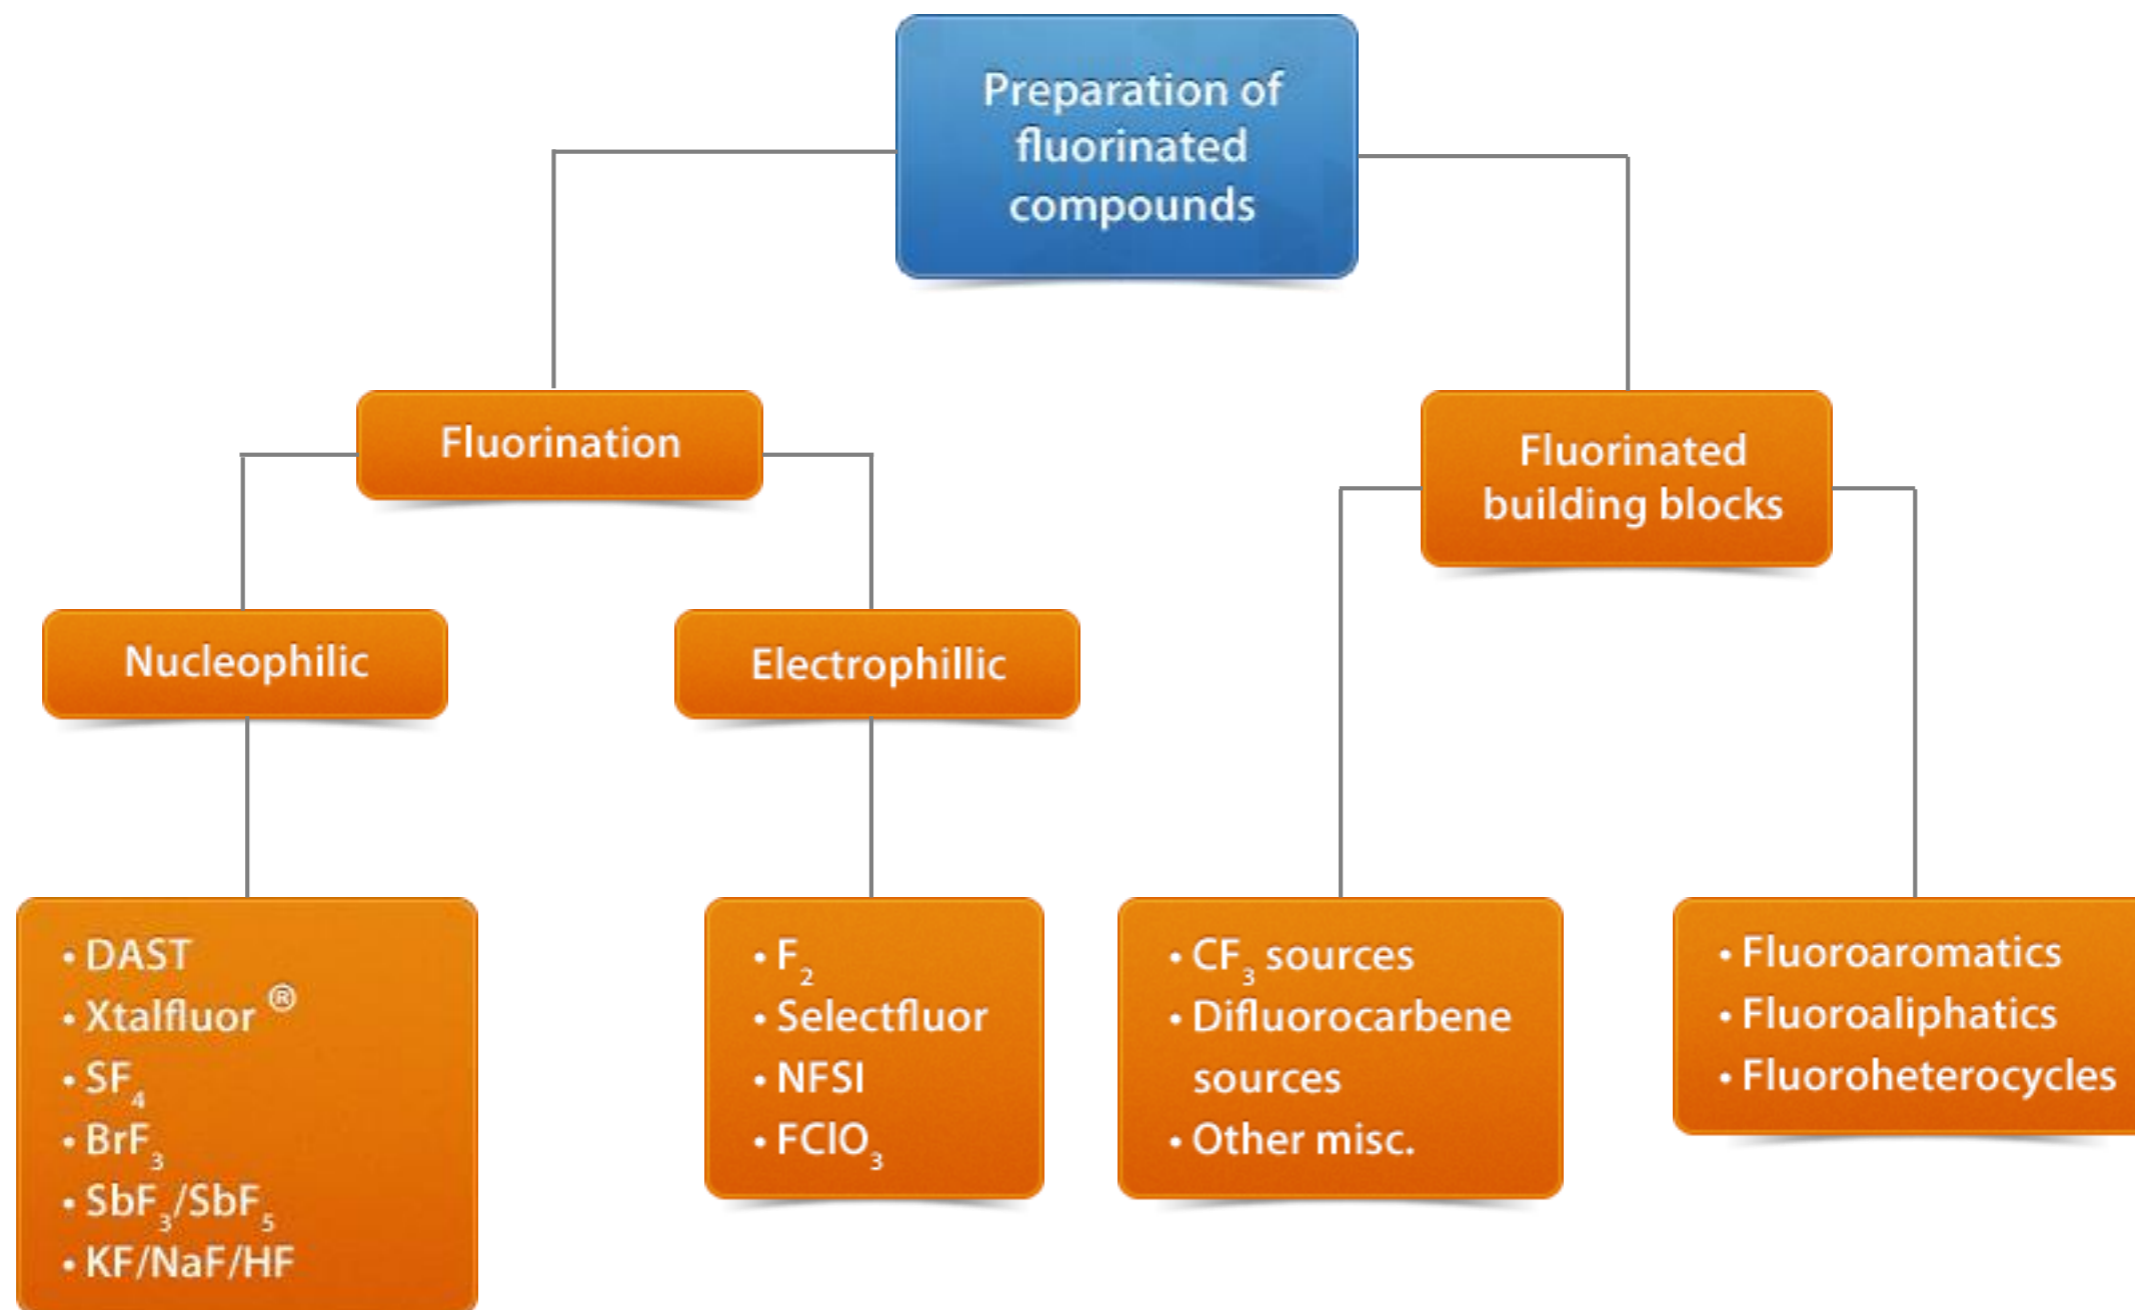 Preparation of
fluorinated
compounds
Fluorination
Fluorinated
building blocks
Nucleophilic
Electrophillic
• DAST
• Xtalfluor ®
• SF₄
• BrF₃
• SbF₃/SbF₅
• KF/NaF/HF
• F₂
• Selectfluor
• NFSI
• FClO₃
• CF₃ sources
• Difluorocarbene
sources
• Other misc.
• Fluoroaromatics
• Fluoroaliphatics
• Fluoroheterocycles